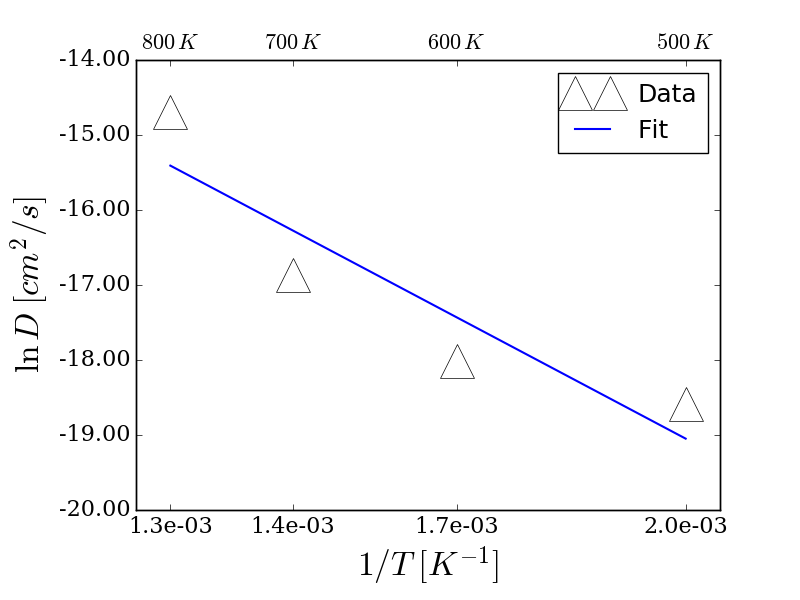 800 K 700 K 600 K 500 K
-14.00
-15.00
-16.00
-17.00
-18.00
-19.00
-20.00
ln D [cm²/s]
Data
Fit
1.3e-03 1.4e-03 1.7e-03 2.0e-03
1/T [K⁻¹]